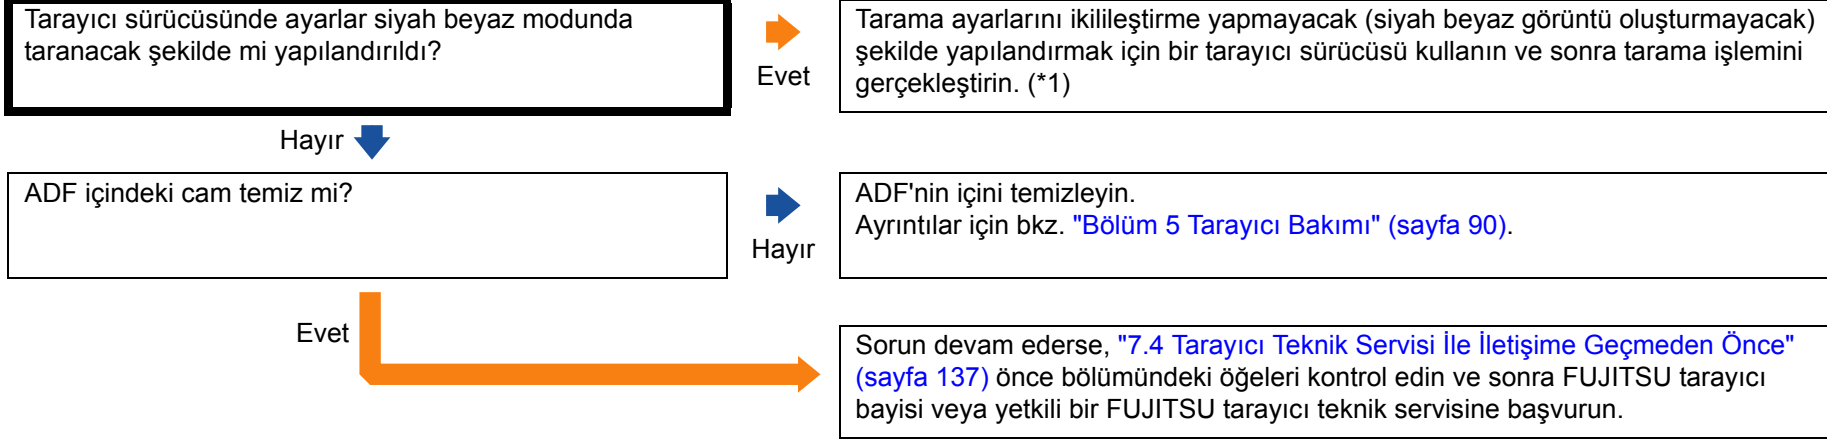 Tarayıcı sürücüsünde ayarlar siyah beyaz modunda
taranacak şekilde mi yapılandırıldı?
Evet
Tarama ayarlarını ikilileştirme yapmayacak (siyah beyaz görüntü oluşturmayacak)
şekilde yapılandırmak için bir tarayıcı sürücüsü kullanın ve sonra tarama işlemini
gerçekleştirin. (*1)
Hayır
ADF içindeki cam temiz mi?
Hayır
ADF'nin içini temizleyin.
Ayrıntılar için bkz. "Bölüm 5 Tarayıcı Bakımı" (sayfa 90).
Evet
Sorun devam ederse, "7.4 Tarayıcı Teknik Servisi İle İletişime Geçmeden Önce"
(sayfa 137) önce bölümündeki öğeleri kontrol edin ve sonra FUJITSU tarayıcı
bayisi veya yetkili bir FUJITSU tarayıcı teknik servisine başvurun.